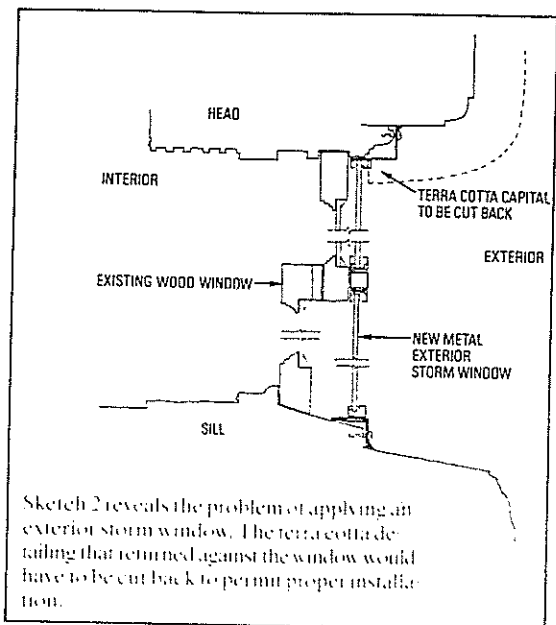 HEAD
INTERIOR
TERRA COTTA CAPITAL
TO BE CUT BACK
EXTERIOR
EXISTING WOOD WINDOW
NEW METAL
EXTERIOR
STORM WINDOW
SILL
Sketch 2 reveals the problem of applying an
exterior storm window. The terra cotta de-
tailing that returned against the window would
have to be cut back to permit proper installa-
tion.